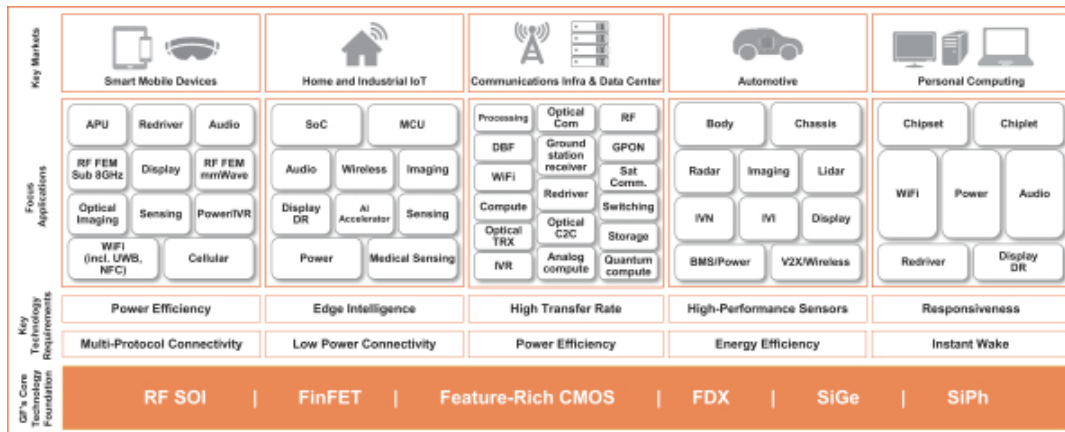 Key Markets
Smart Mobile Devices
Home and Industrial IoT
Communications Infra & Data Center
Automotive
Personal Computing
Focus
Applications
APU
Redriver
Audio
RF FEM
Sub 8GHz
Display
RF FEM
mmWave
Optical
Imaging
Sensing
Power/IVR
WiFi
(incl. UWB,
NFC)
Cellular
SoC
MCU
Audio
Wireless
Imaging
Display
DR
AI
Accelerator
Sensing
Power
Medical Sensing
Processing
DBF
WiFi
Compute
Optical
TRX
IVR
Optical
Com
Ground
station
receiver
Redriver
Optical
C2C
Analog
compute
RF
GPON
Sat
Comm.
Switching
Storage
Quantum
compute
Body
Chassis
Radar
Imaging
Lidar
IVN
IVI
Display
BMS/Power
V2X/Wireless
Chipset
Chiplet
WiFi
Power
Audio
Redriver
Display
DR
Key
Technology
Requirements
Power Efficiency
Edge Intelligence
High Transfer Rate
High-Performance Sensors
Responsiveness
Multi-Protocol Connectivity
Low Power Connectivity
Power Efficiency
Energy Efficiency
Instant Wake
GF's Core
Technology
Foundation
RF SOI | FinFET | Feature-Rich CMOS | FDX | SiGe | SiPh